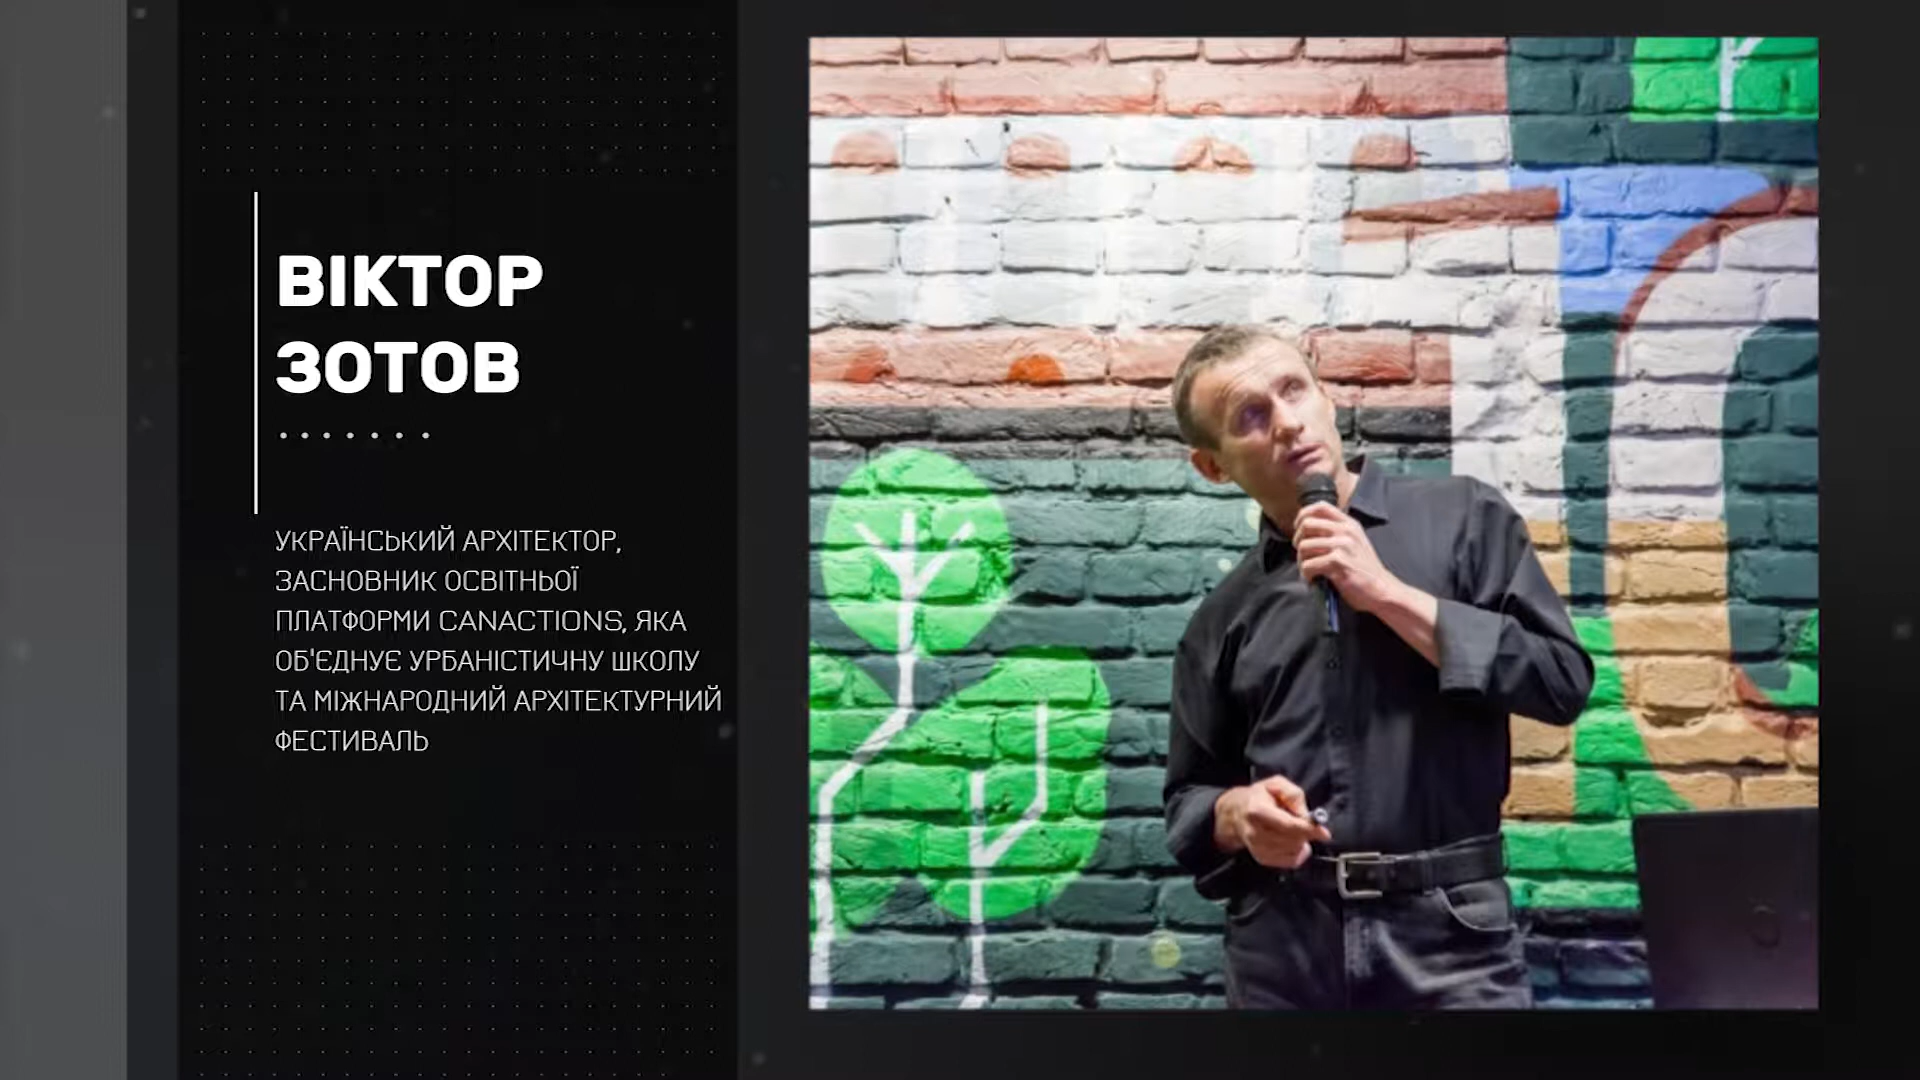 ВІКТОР
ЗОТОВ
УКРАЇНСЬКИЙ АРХІТЕКТОР,
ЗАСНОВНИК ОСВІТНЬОЇ
ПЛАТФОРМИ CANACTIONS, ЯКА
ОБ'ЄДНУЄ УРБАНІСТИЧНУ ШКОЛУ
ТА МІЖНАРОДНИЙ АРХІТЕКТУРНИЙ
ФЕСТИВАЛЬ